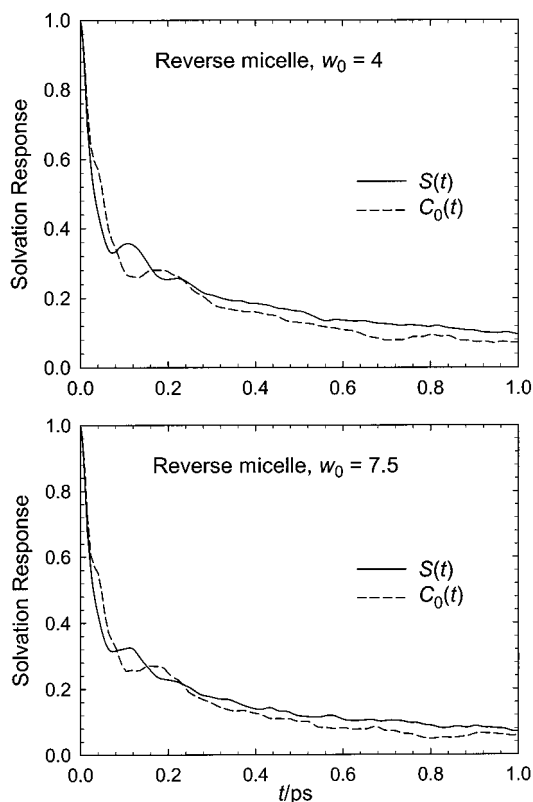 Reverse micelle, w₀ = 4
Solvation Response
S(t)
C₀(t)
1.0
0.8
0.6
0.4
0.2
0.0
0.0 0.2 0.4 0.6 0.8 1.0
Reverse micelle, w₀ = 7.5
Solvation Response
S(t)
C₀(t)
1.0
0.8
0.6
0.4
0.2
0.0
0.0 0.2 0.4 0.6 0.8 1.0
t/ps